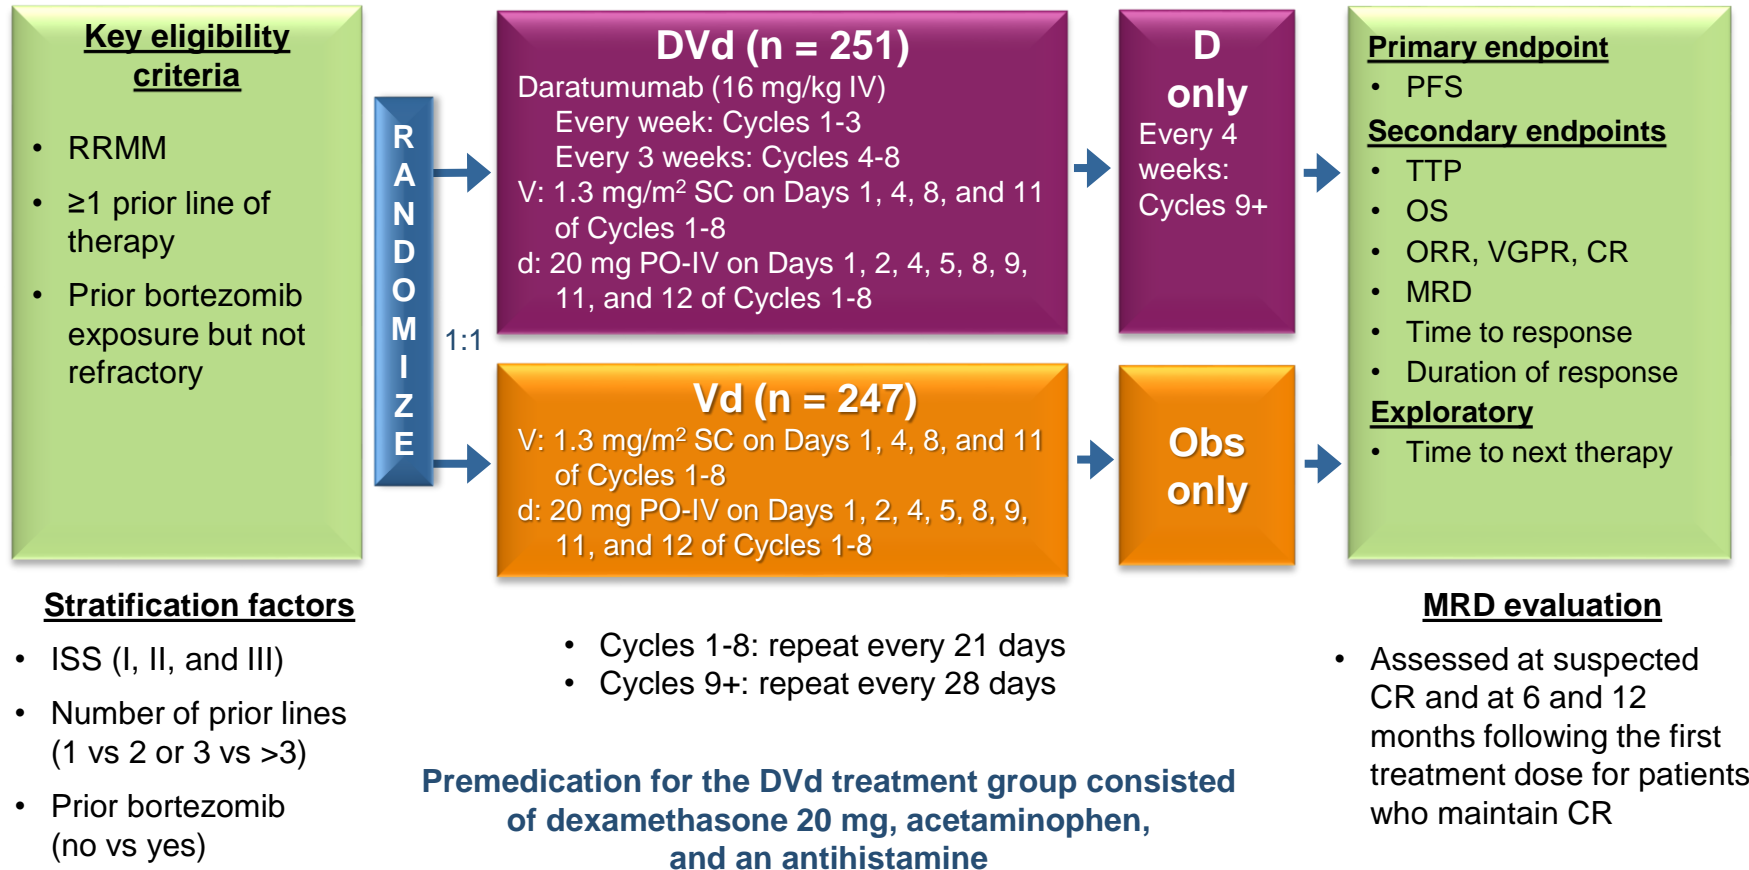 Key eligibility
criteria
• RRMM
• ≥1 prior line of
therapy
• Prior bortezomib
exposure but not
refractory
Stratification factors
• ISS (I, II, and III)
• Number of prior lines
(1 vs 2 or 3 vs >3)
• Prior bortezomib
(no vs yes)
R
A
N
D
O
M
I
Z
E
1:1
DVd (n = 251)
Daratumumab (16 mg/kg IV)
Every week: Cycles 1-3
Every 3 weeks: Cycles 4-8
V: 1.3 mg/m² SC on Days 1, 4, 8, and 11
of Cycles 1-8
d: 20 mg PO-IV on Days 1, 2, 4, 5, 8, 9,
11, and 12 of Cycles 1-8
D
only
Every 4
weeks:
Cycles 9+
Vd (n = 247)
V: 1.3 mg/m² SC on Days 1, 4, 8, and 11
of Cycles 1-8
d: 20 mg PO-IV on Days 1, 2, 4, 5, 8, 9,
11, and 12 of Cycles 1-8
Obs
only
• Cycles 1-8: repeat every 21 days
• Cycles 9+: repeat every 28 days
Premedication for the DVd treatment group consisted
of dexamethasone 20 mg, acetaminophen,
and an antihistamine
Primary endpoint
• PFS
Secondary endpoints
• TTP
• OS
• ORR, VGPR, CR
• MRD
• Time to response
• Duration of response
Exploratory
• Time to next therapy
MRD evaluation
• Assessed at suspected
CR and at 6 and 12
months following the first
treatment dose for patients
who maintain CR